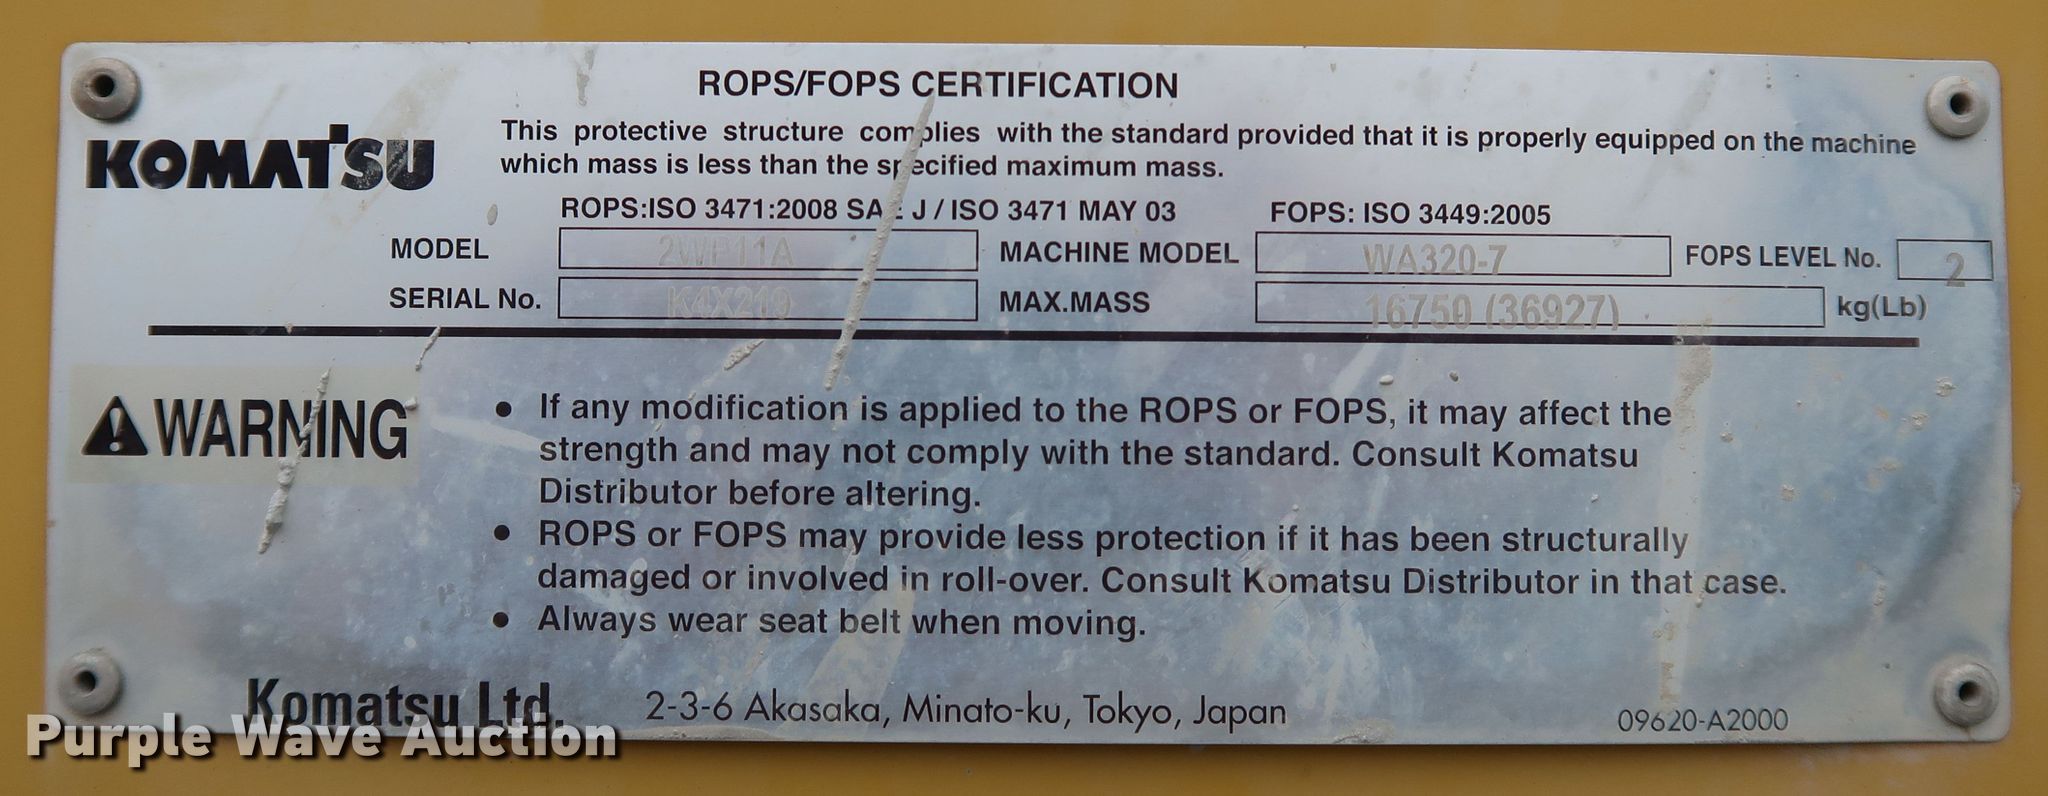 ROPS/FOPS CERTIFICATION
KOMATSU
This protective structure complies with the standard provided that it is properly equipped on the machine
which mass is less than the specified maximum mass.
ROPS:ISO 3471:2008 SAE J / ISO 3471 MAY 03 FOPS: ISO 3449:2005
MODEL 2WP11A MACHINE MODEL WA320-7 FOPS LEVEL No. 2
SERIAL No. K4X219 MAX.MASS 16750 (36927) kg(Lb)
WARNING
• If any modification is applied to the ROPS or FOPS, it may affect the
strength and may not comply with the standard. Consult Komatsu
Distributor before altering.
• ROPS or FOPS may provide less protection if it has been structurally
damaged or involved in roll-over. Consult Komatsu Distributor in that case.
• Always wear seat belt when moving.
Komatsu Ltd. 2-3-6 Akasaka, Minato-ku, Tokyo, Japan 09620-A2000
Purple Wave Auction